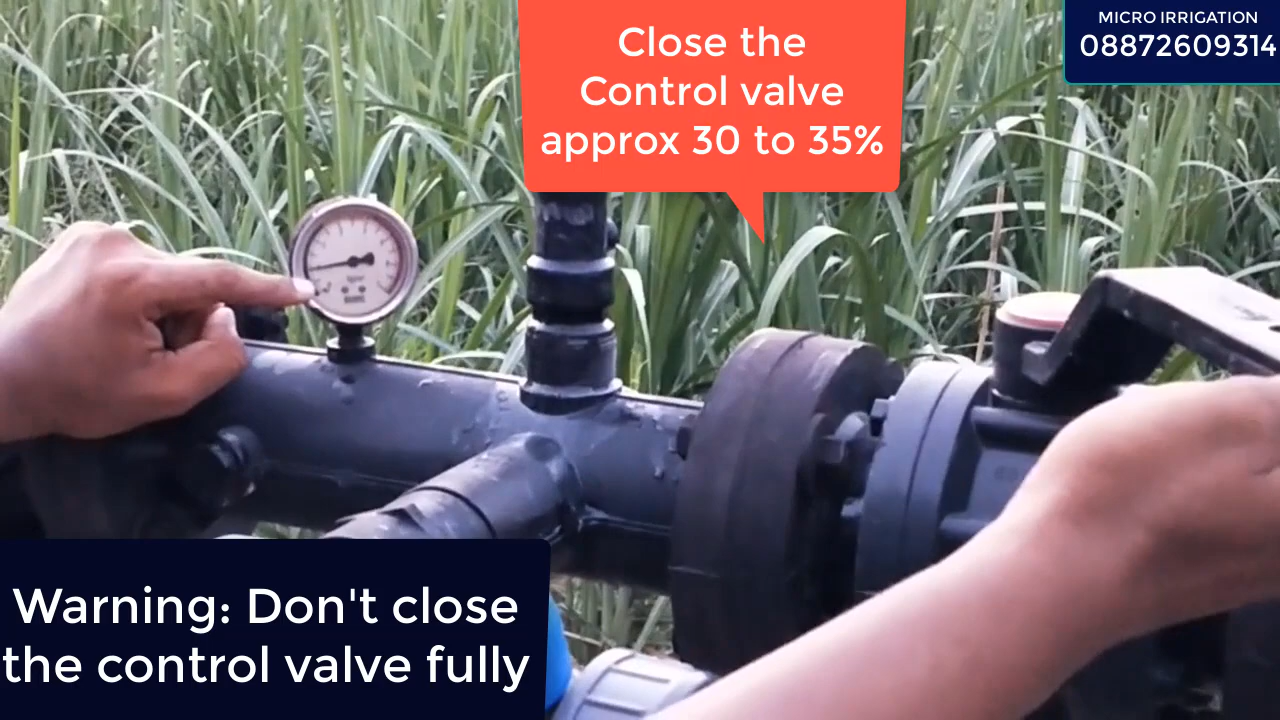 Close the
Control valve
approx 30 to 35%
MICRO IRRIGATION
08872609314
Warning: Don't close
the control valve fully